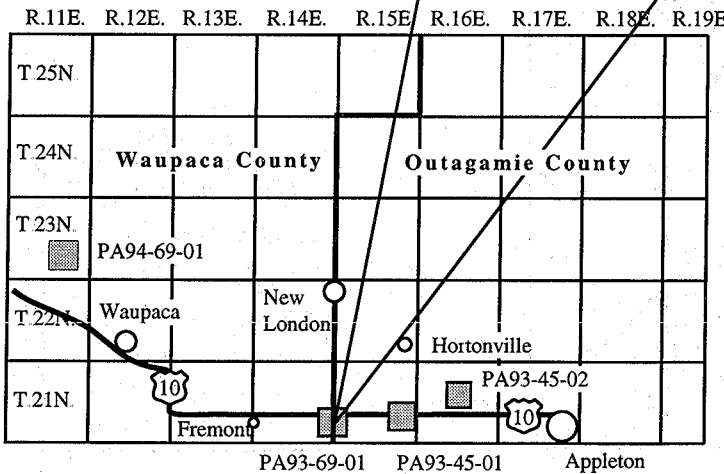 R.11E. R.12E. R.13E. R.14E. R.15E. R.16E. R.17E. R.18E. R.19E
T.25N.
T.24N. Waupaca County Outagamie County
T.23N.
PA94-69-01
T.22N. Waupaca New London
Hortonville
PA93-45-02
T.21N. 10 10
Fremont
PA93-69-01 PA93-45-01 Appleton